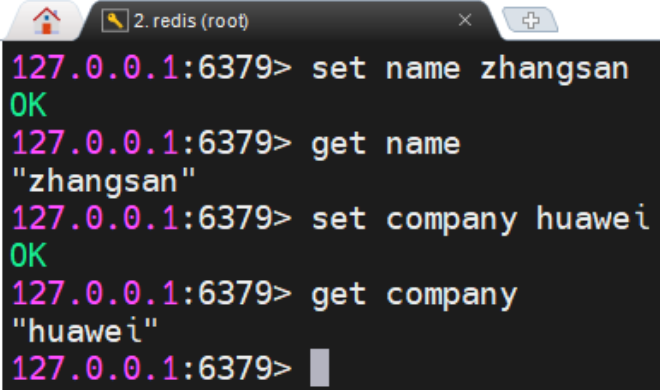 2. redis (root)
127.0.0.1:6379> set name zhangsan
OK
127.0.0.1:6379> get name
"zhangsan"
127.0.0.1:6379> set company huawei
OK
127.0.0.1:6379> get company
"huawei"
127.0.0.1:6379>